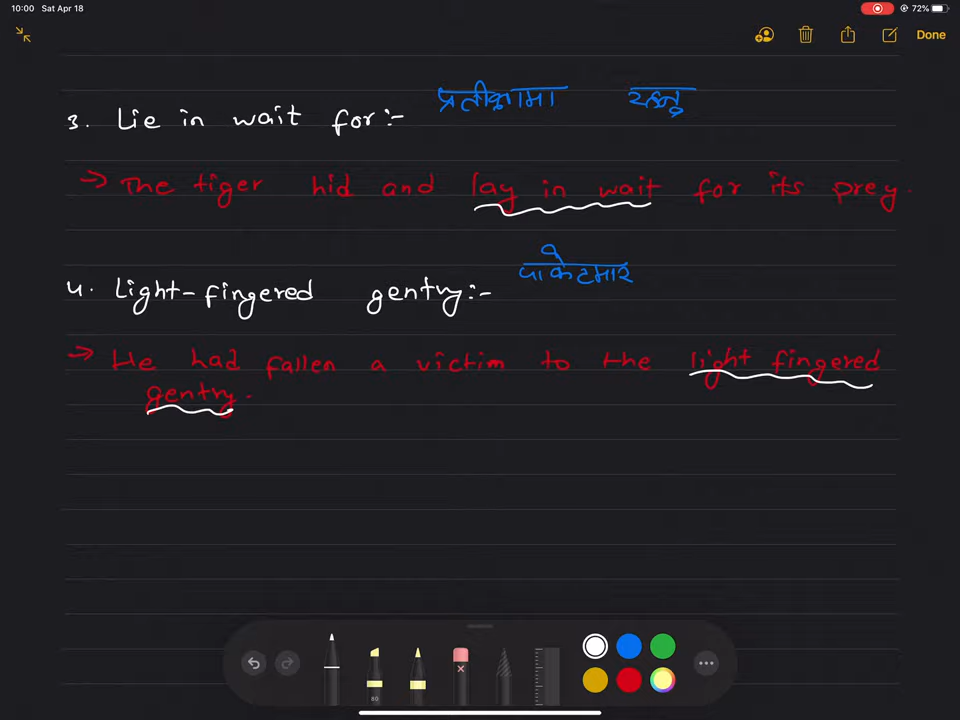 10:00 Sat Apr 18 72%
Done
3. Lie in wait for:- प्रतीक्षामा रहनु
-> The tiger hid and lay in wait for its prey.
4. Light-fingered gentry:- पाकेटमार
-> He had fallen a victim to the light fingered
gentry.
80